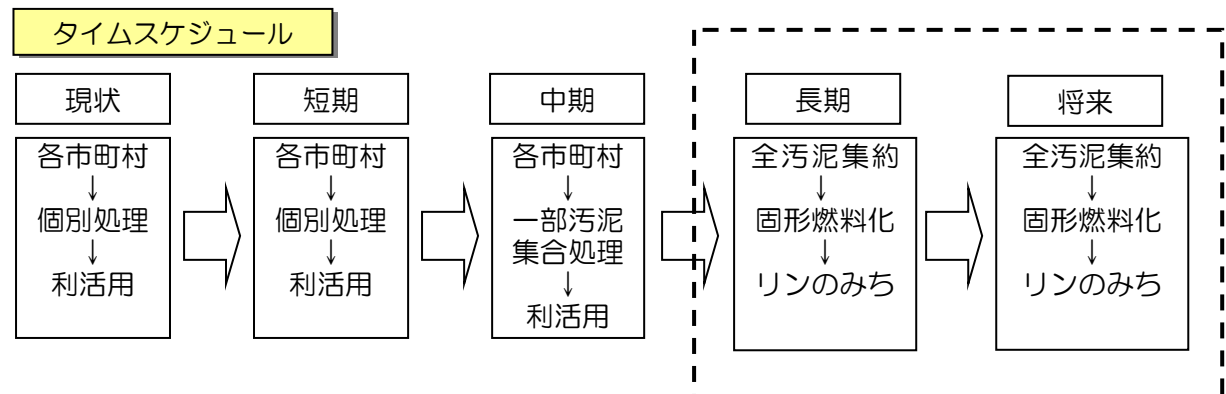 タイムスケジュール
現状
各市町村
↓
個別処理
↓
利活用
短期
各市町村
↓
個別処理
↓
利活用
中期
各市町村
↓
一部汚泥
集合処理
↓
利活用
長期
全汚泥集約
↓
固形燃料化
↓
リンのみち
将来
全汚泥集約
↓
固形燃料化
↓
リンのみち